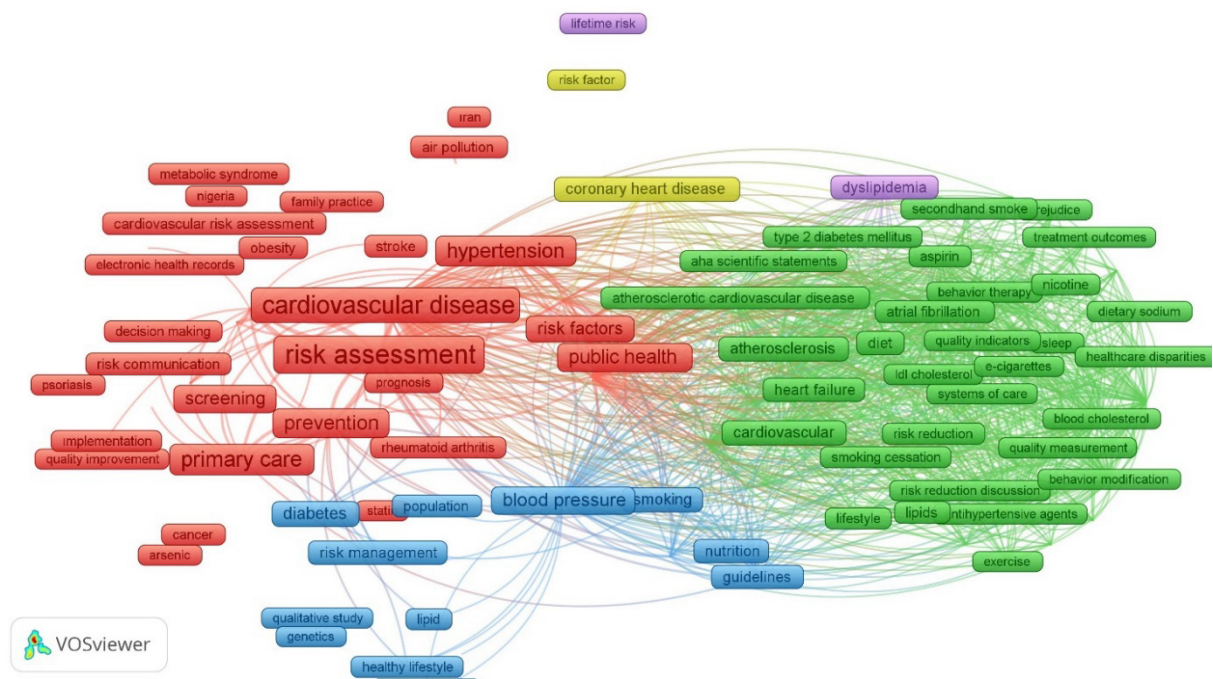 lifetime risk
risk factor
iran
air pollution
metabolic syndrome
nigeria
family practice
cardiovascular risk assessment
obesity
stroke
electronic health records
hypertension
coronary heart disease
dyslipidemia
secondhand smoke
rejudice
type 2 diabetes mellitus
treatment outcomes
aha scientific statements
aspirin
cardiovascular disease
atherosclerotic cardiovascular disease
behavior therapy
nicotine
atrial fibrillation
dietary sodium
decision making
risk factors
risk assessment
public health
atherosclerosis
diet
quality indicators
sleep
healthcare disparities
risk communication
psoriasis
prognosis
ldl cholesterol
e-cigarettes
screening
heart failure
systems of care
prevention
blood cholesterol
cardiovascular
risk reduction
implementation
quality improvement
primary care
rheumatoid arthritis
smoking cessation
quality measurement
behavior modification
blood pressure
smoking
risk reduction discussion
diabetes
statin
population
lifestyle
lipids
ntihypertensive agents
cancer
arsenic
risk management
nutrition
guidelines
exercise
qualitative study
genetics
lipid
healthy lifestyle
VOSviewer